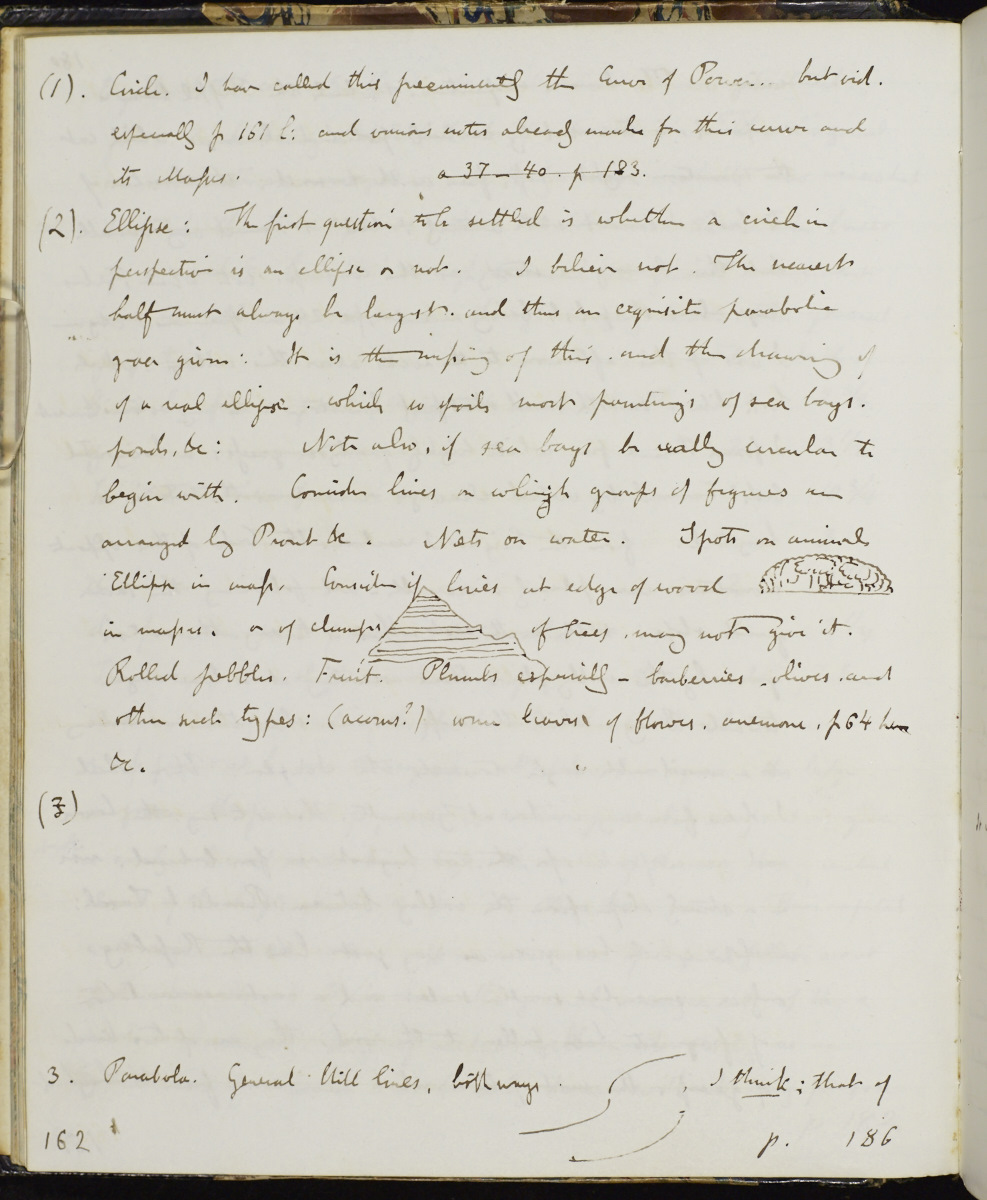 (1). Circle. I have called this preeminently the Curve of Power.. but vid.
especially p 161 l: and various notes already made for this curve and
its Masses. a 37 - 40. p 183.
(2). Ellipse: The first question to be settled is whether a circle in
perspective is an ellipse or not. I believe not. The nearest
half must always be largest. and thus an exquisite parabolic
given: It is the missing of this. and the drawing of
of a real ellipse. which so spoils most paintings of sea bays.
ponds, &c: Note also, if sea bays be really circular to
begin with. Consider lines on which groups of figures are
arranged by Prout &c. Nets on water. Spots on animals
Ellipse in mass. Consider if lines at edge of wood
in masses. or of clumps of trees. may not give it.
Rolled pebbles. Fruit. Plumbs especially - barberries. olives. and
other such types: (acorns?) some leaves of flower. anemone. p 64
&c.
(3)
3. Parabola. General Hill lines, both ways. I think: that of
162 p. 186